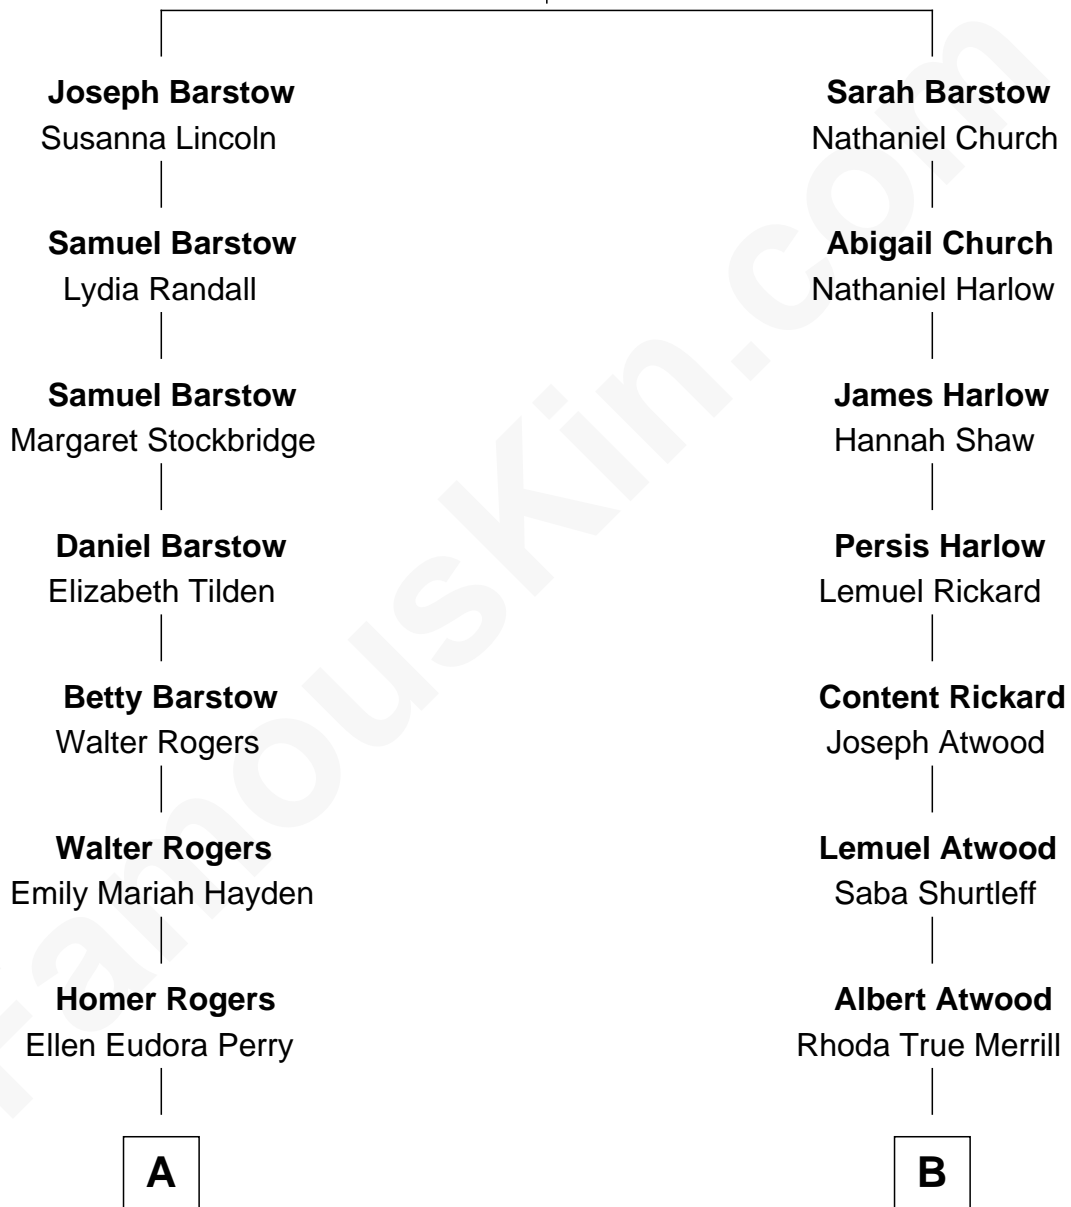 Joseph Barstow
Susanna Lincoln
Sarah Barstow
Nathaniel Church
Samuel Barstow
Lydia Randall
Abigail Church
Nathaniel Harlow
Samuel Barstow
Margaret Stockbridge
James Harlow
Hannah Shaw
Daniel Barstow
Elizabeth Tilden
Persis Harlow
Lemuel Rickard
Betty Barstow
Walter Rogers
Content Rickard
Joseph Atwood
Walter Rogers
Emily Mariah Hayden
Lemuel Atwood
Saba Shurtleff
Homer Rogers
Ellen Eudora Perry
Albert Atwood
Rhoda True Merrill
A
B
FamousKin.com